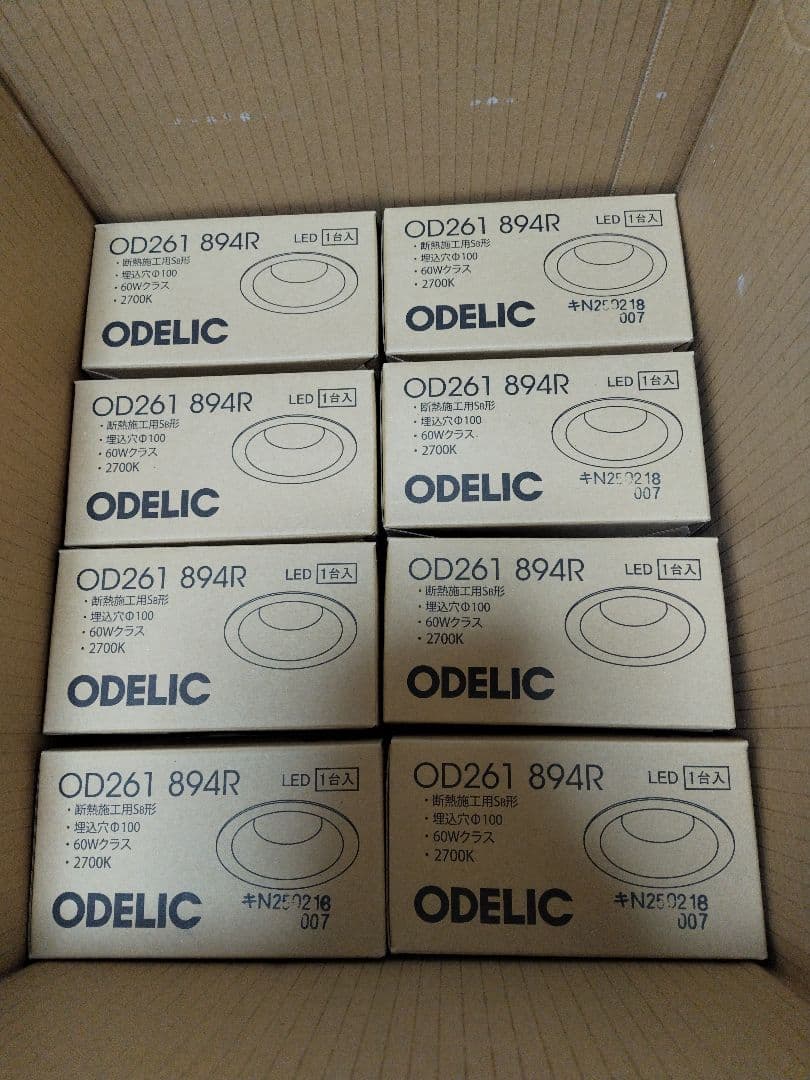 OD261 894R LED 1台入
・断熱施工用SB形
・埋込穴Φ100
・60Wクラス
・2700K
ODELIC
OD261 894R LED 1台入
・断熱施工用SB形
・埋込穴Φ100
・60Wクラス
・2700K
ODELIC
キN250218
007
OD261 894R LED 1台入
・断熱施工用SB形
・埋込穴Φ100
・60Wクラス
・2700K
ODELIC
OD261 894R LED 1台入
・断熱施工用SB形
・埋込穴Φ100
・60Wクラス
・2700K
ODELIC
キN250218
007
OD261 894R LED 1台入
・断熱施工用SB形
・埋込穴Φ100
・60Wクラス
・2700K
ODELIC
OD261 894R LED 1台入
・断熱施工用SB形
・埋込穴Φ100
・60Wクラス
・2700K
ODELIC
OD261 894R LED 1台入
・断熱施工用SB形
・埋込穴Φ100
・60Wクラス
・2700K
ODELIC
キN250218
007
OD261 894R LED 1台入
・断熱施工用SB形
・埋込穴Φ100
・60Wクラス
・2700K
ODELIC
キN250218
007